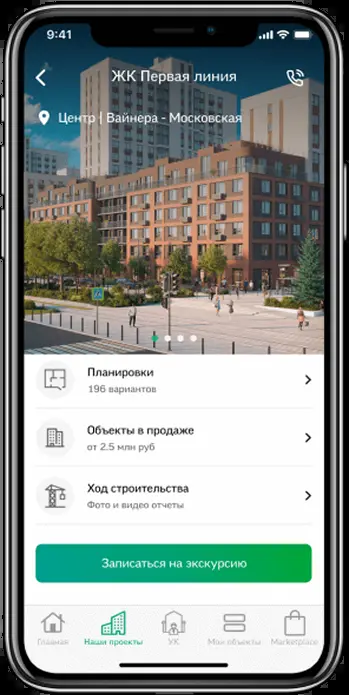 9:41
ЖК Первая линия
Центр | Вайнера - Московская
Планировки
196 вариантов
Объекты в продаже
от 2.5 млн руб
Ход строительства
Фото и видео отчеты
Записаться на экскурсию
Главная
Наши проекты
УК
Мои объекты
Marketplace